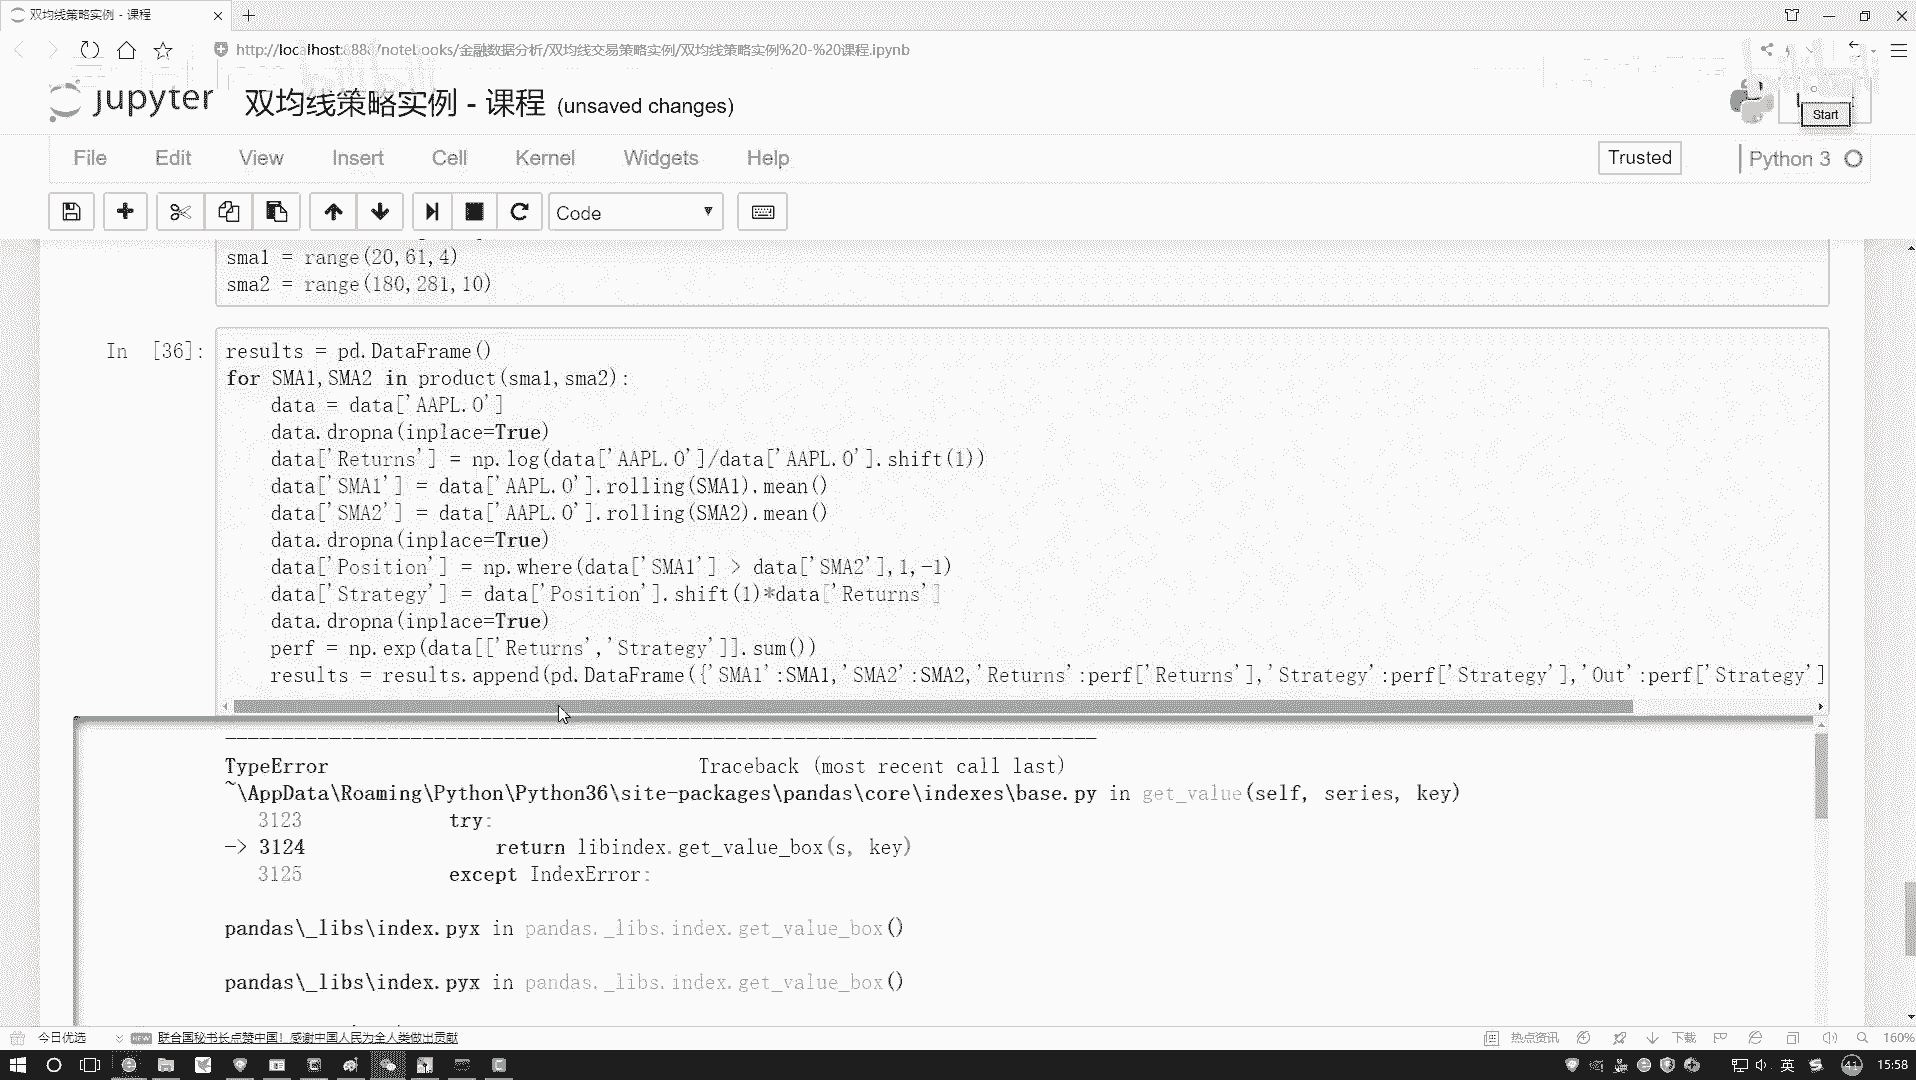 双均线策略实例 - 课程
http://localhost:888/notebooks/金融数据分析/双均线交易策略实例/双均线策略实例%20-%20课程.ipynb
jupyter 双均线策略实例 - 课程 (unsaved changes)
Start
File Edit View Insert Cell Kernel Widgets Help
Trusted
Python 3
Code
sma1 = range(20,61,4)
sma2 = range(180,281,10)
In [36]:
results = pd.DataFrame()
for SMA1,SMA2 in product(sma1,sma2):
data = data['AAPL.O']
data.dropna(inplace=True)
data['Returns'] = np.log(data['AAPL.O']/data['AAPL.O'].shift(1))
data['SMA1'] = data['AAPL.O'].rolling(SMA1).mean()
data['SMA2'] = data['AAPL.O'].rolling(SMA2).mean()
data.dropna(inplace=True)
data['Position'] = np.where(data['SMA1'] > data['SMA2'],1,-1)
data['Strategy'] = data['Position'].shift(1)*data['Returns']
data.dropna(inplace=True)
perf = np.exp(data[['Returns','Strategy']].sum())
results = results.append(pd.DataFrame({'SMA1':SMA1,'SMA2':SMA2,'Returns':perf['Returns'],'Strategy':perf['Strategy'],'Out':perf['Strategy']
TypeError Traceback (most recent call last)
~\AppData\Roaming\Python\Python36\site-packages\pandas\core\indexes\base.py in get_value(self, series, key)
3123 try:
-> 3124 return libindex.get_value_box(s, key)
3125 except IndexError:
pandas\_libs\index.pyx in pandas._libs.index.get_value_box()
pandas\_libs\index.pyx in pandas._libs.index.get_value_box()
今日优选
NEW 联合国秘书长点赞中国！感谢中国人民为全人类做出贡献
热点资讯
下载
160%
英
41
15:58